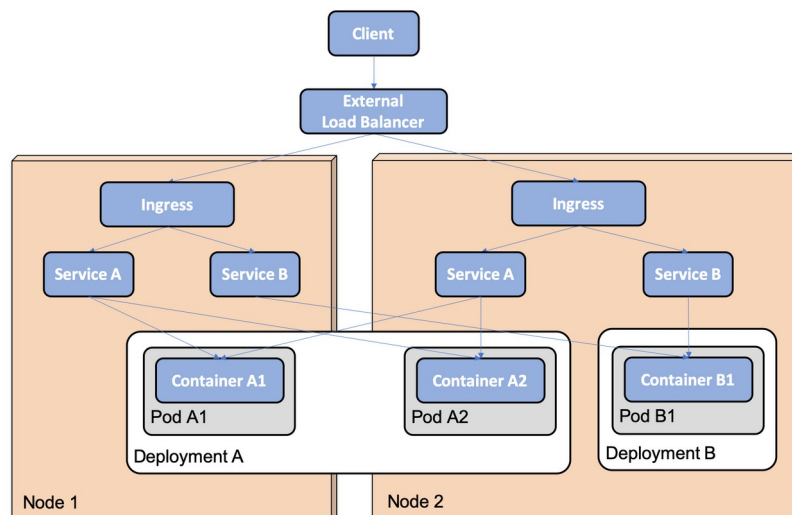 Client
External
Load Balancer
Ingress
Ingress
Service A
Service B
Service A
Service B
Container A1
Container A2
Container B1
Pod A1
Pod A2
Pod B1
Deployment A
Deployment B
Node 1
Node 2